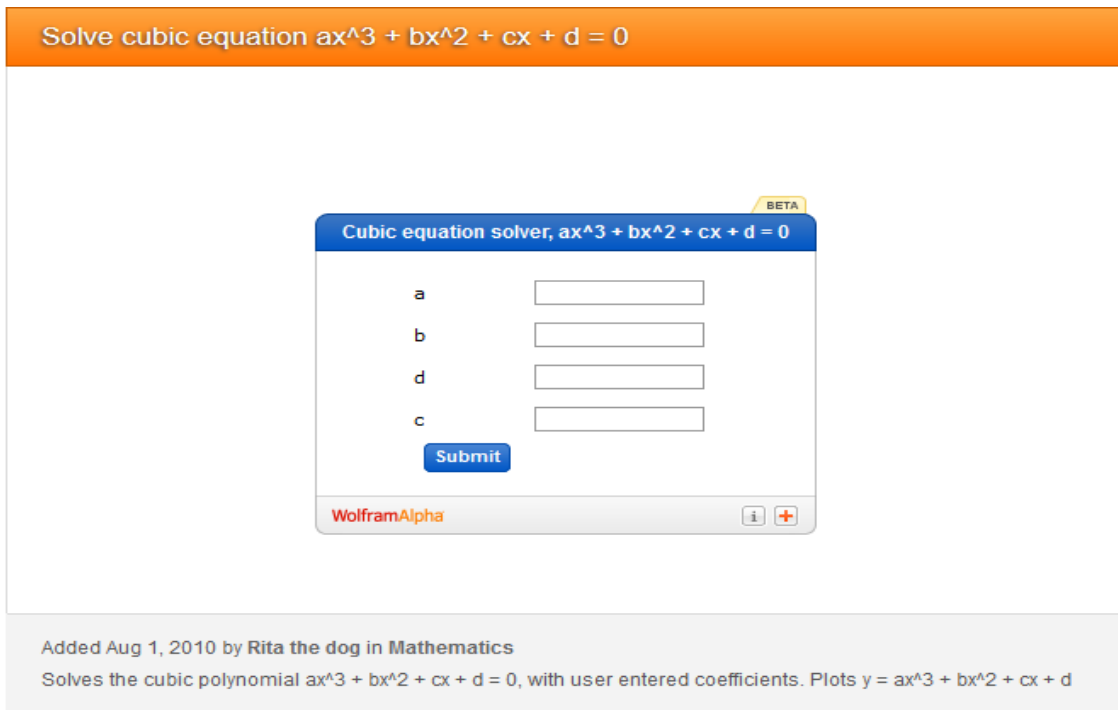 Solve cubic equation ax^3 + bx^2 + cx + d = 0
BETA
Cubic equation solver, ax^3 + bx^2 + cx + d = 0
a
b
d
c
Submit
WolframAlpha
i +
Added Aug 1, 2010 by Rita the dog in Mathematics
Solves the cubic polynomial ax^3 + bx^2 + cx + d = 0, with user entered coefficients. Plots y = ax^3 + bx^2 + cx + d